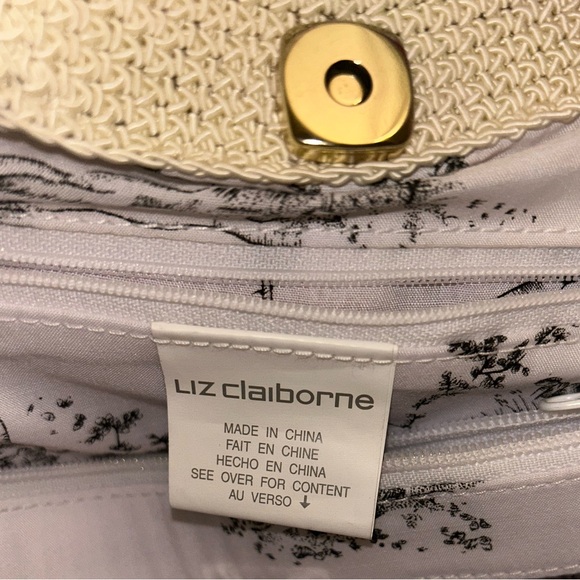 LIZ claiborne
MADE IN CHINA
FAIT EN CHINE
HECHO EN CHINA
SEE OVER FOR CONTENT
AU VERSO ↓